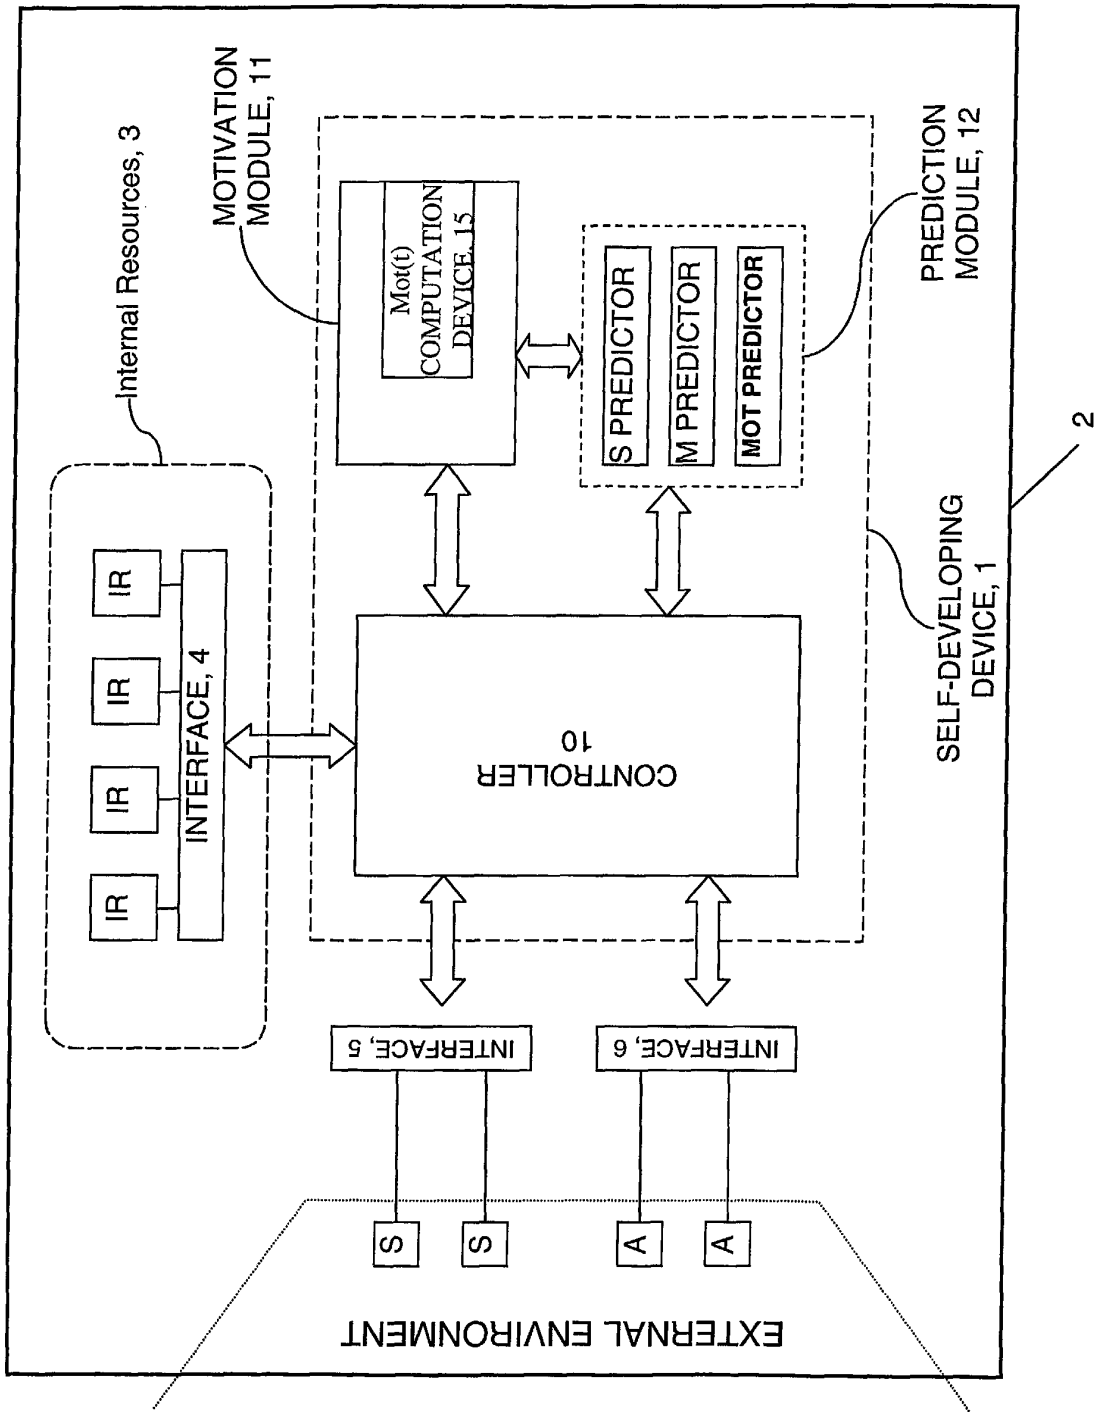 Internal Resources, 3
IR
IR
IR
IR
INTERFACE, 4
MOTIVATION
MODULE, 11
Mot(t)
COMPUTATION
DEVICE, 15
S PREDICTOR
M PREDICTOR
MOT PREDICTOR
PREDICTION
MODULE, 12
CONTROLLER
10
SELF-DEVELOPING
DEVICE, 1
2
INTERFACE, 5
INTERFACE, 6
S
S
A
A
EXTERNAL ENVIRONMENT